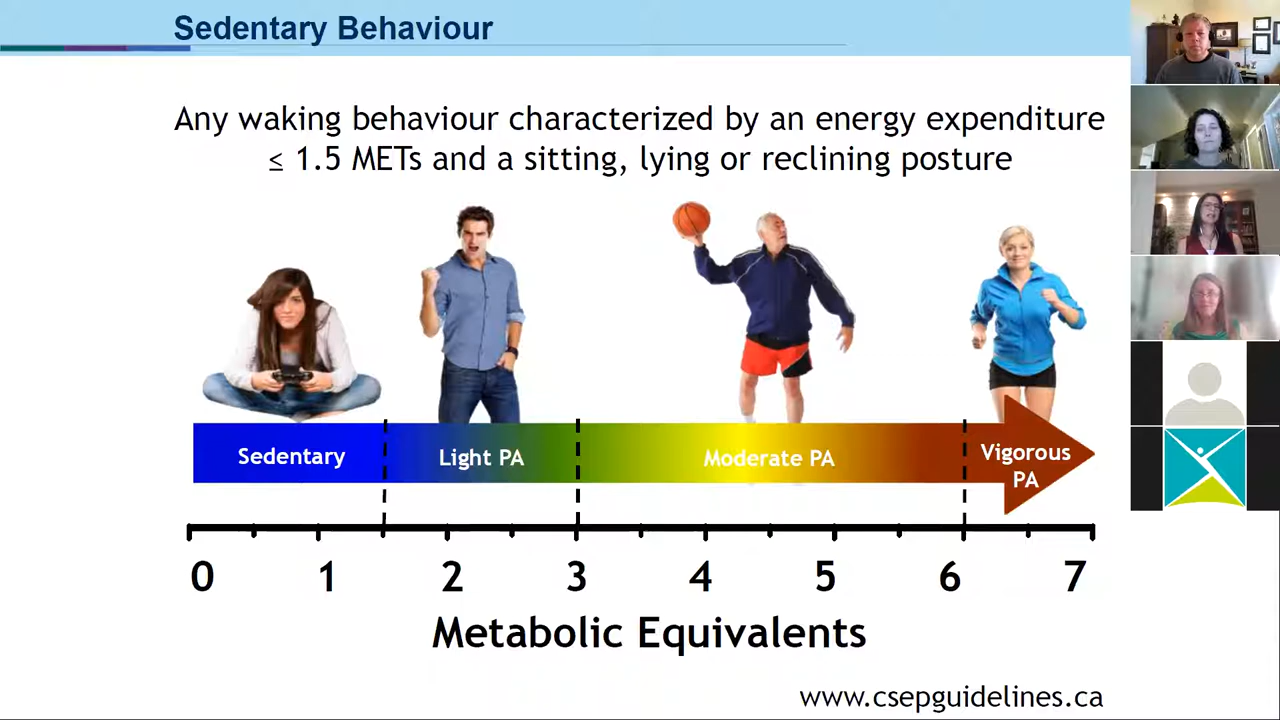 Sedentary Behaviour
Any waking behaviour characterized by an energy expenditure
≤ 1.5 METs and a sitting, lying or reclining posture
Sedentary
Light PA
Moderate PA
Vigorous
PA
0 1 2 3 4 5 6 7
Metabolic Equivalents
www.csepguidelines.ca